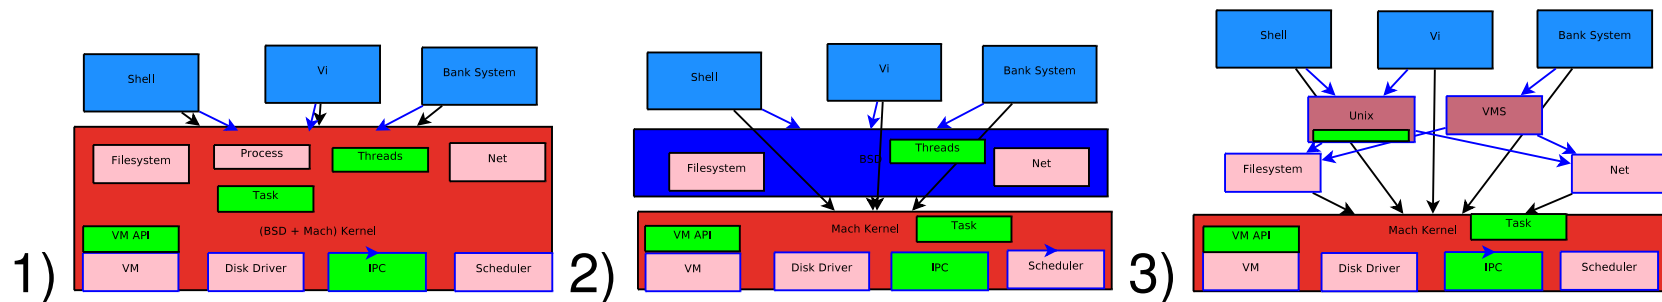 Shell
Vi
Bank System
Filesystem
Process
Threads
Net
Task
VM API
(BSD + Mach) Kernel
1)
VM
Disk Driver
IPC
Scheduler
Shell
Vi
Bank System
BSD
Threads
Filesystem
Net
Mach Kernel
Task
VM API
2)
VM
Disk Driver
IPC
Scheduler
Shell
Vi
Bank System
Unix
VMS
Filesystem
Net
Mach Kernel
Task
VM API
3)
VM
Disk Driver
IPC
Scheduler